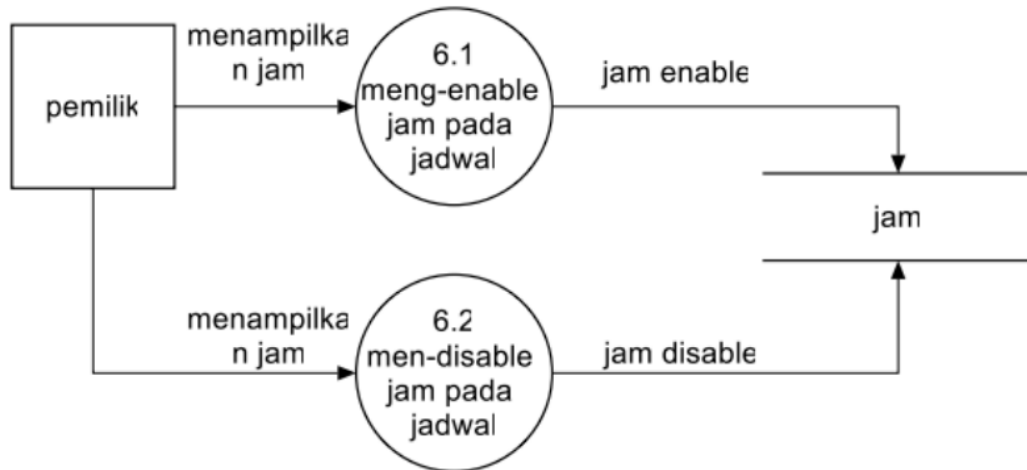 pemilik
menampilka
n jam
6.1
meng-enable
jam pada
jadwal
jam enable
jam
menampilka
n jam
6.2
men-disable
jam pada
jadwal
jam disable